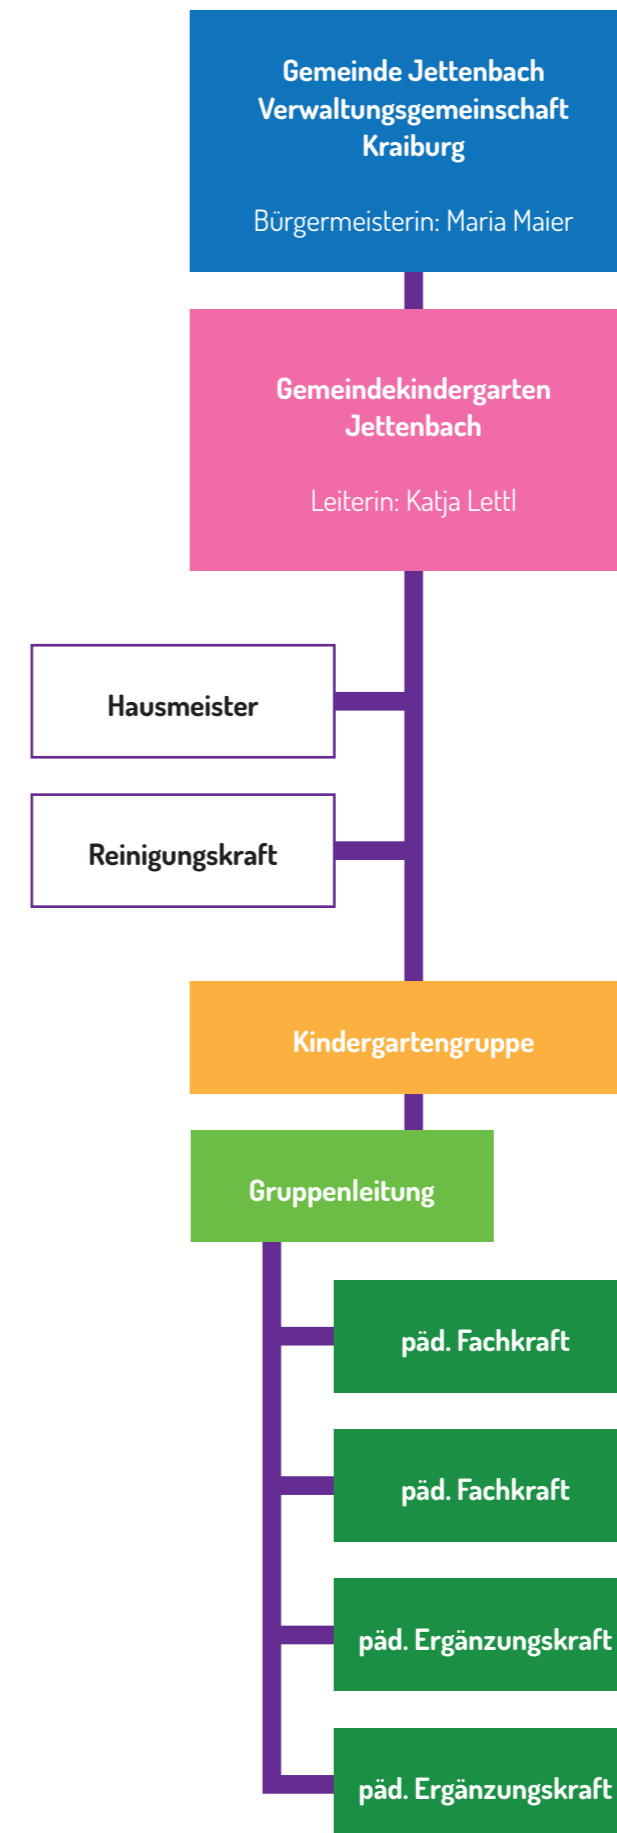 Gemeinde Jettenbach
Verwaltungsgemeinschaft
Kraiburg
Bürgermeisterin: Maria Maier
Gemeindekindergarten
Jettenbach
Leiterin: Katja Lettl
Hausmeister
Reinigungskraft
Kindergartengruppe
Gruppenleitung
päd. Fachkraft
päd. Fachkraft
päd. Ergänzungskraft
päd. Ergänzungskraft